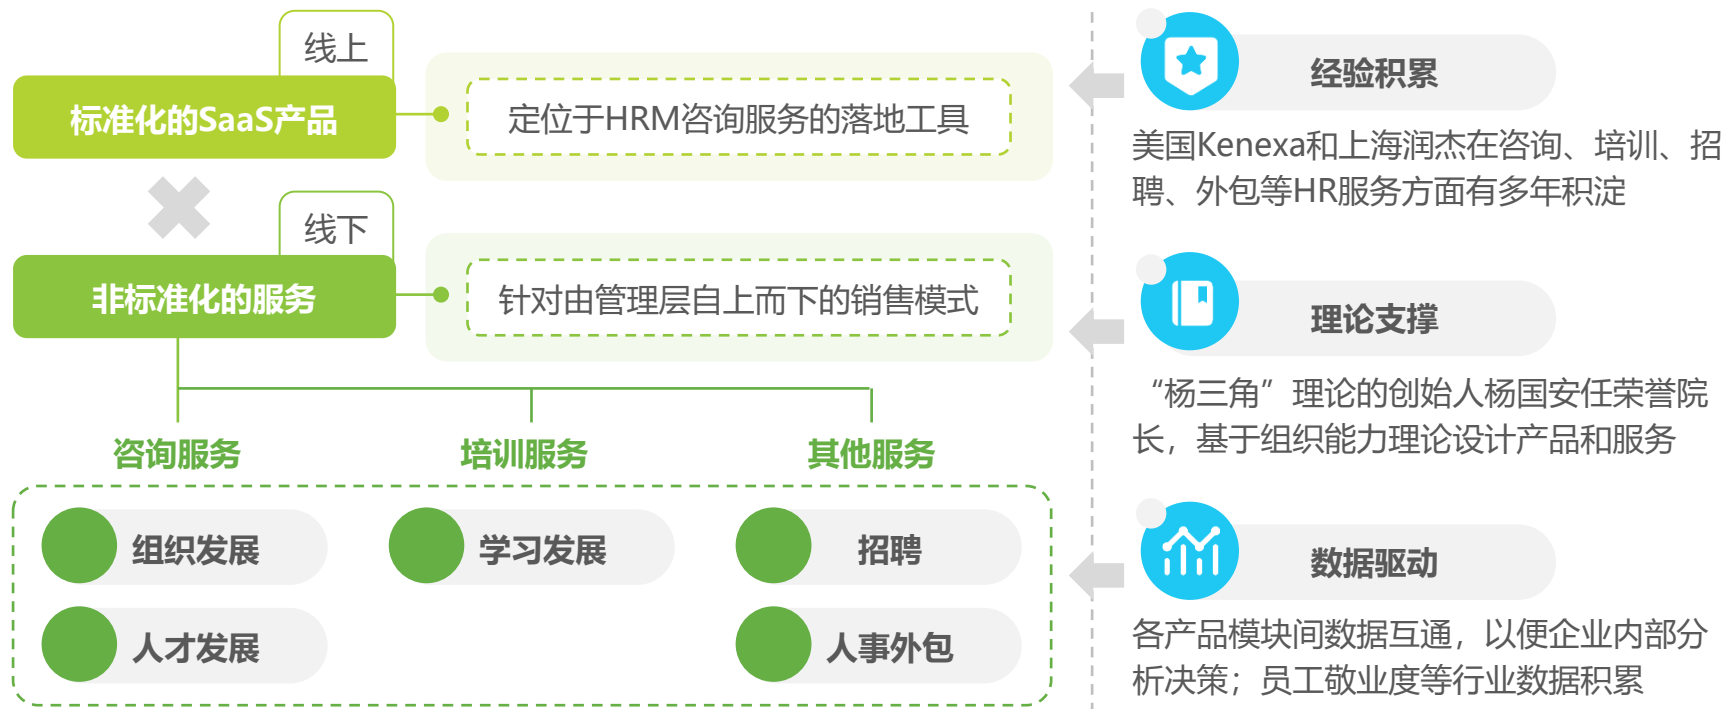 线上
标准化的SaaS产品
定位于HRM咨询服务的落地工具
线下
非标准化的服务
针对由管理层自上而下的销售模式
咨询服务
培训服务
其他服务
组织发展
学习发展
招聘
人才发展
人事外包
经验积累
美国Kenexa和上海润杰在咨询、培训、招
聘、外包等HR服务方面有多年积淀
理论支撑
“杨三角”理论的创始人杨国安任荣誉院
长，基于组织能力理论设计产品和服务
数据驱动
各产品模块间数据互通，以便企业内部分
析决策；员工敬业度等行业数据积累